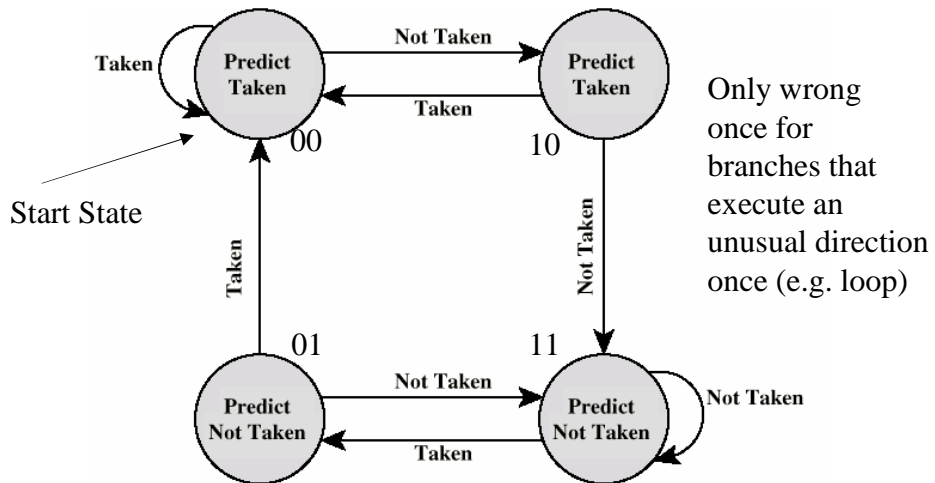 Not Taken
Taken
Predict
Taken
Predict
Taken
Taken
00
10
Only wrong
once for
branches that
execute an
unusual direction
once (e.g. loop)
Start State
Taken
Not Taken
01
11
Not Taken
Predict
Not Taken
Predict
Not Taken
Not Taken
Taken